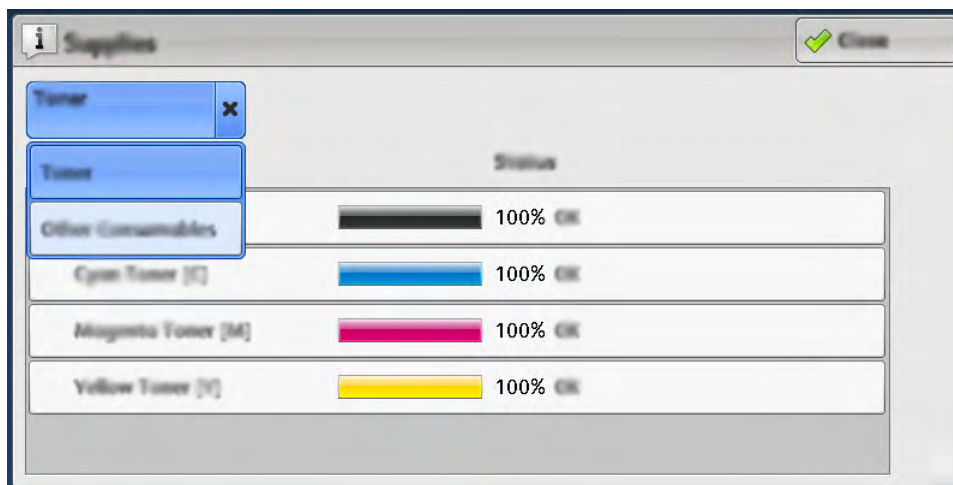 Supplies
Close
Toner
Status
Toner
100% OK
Other Consumables
Cyan Toner [C]
100% OK
Magenta Toner [M]
100% OK
Yellow Toner [Y]
100% OK